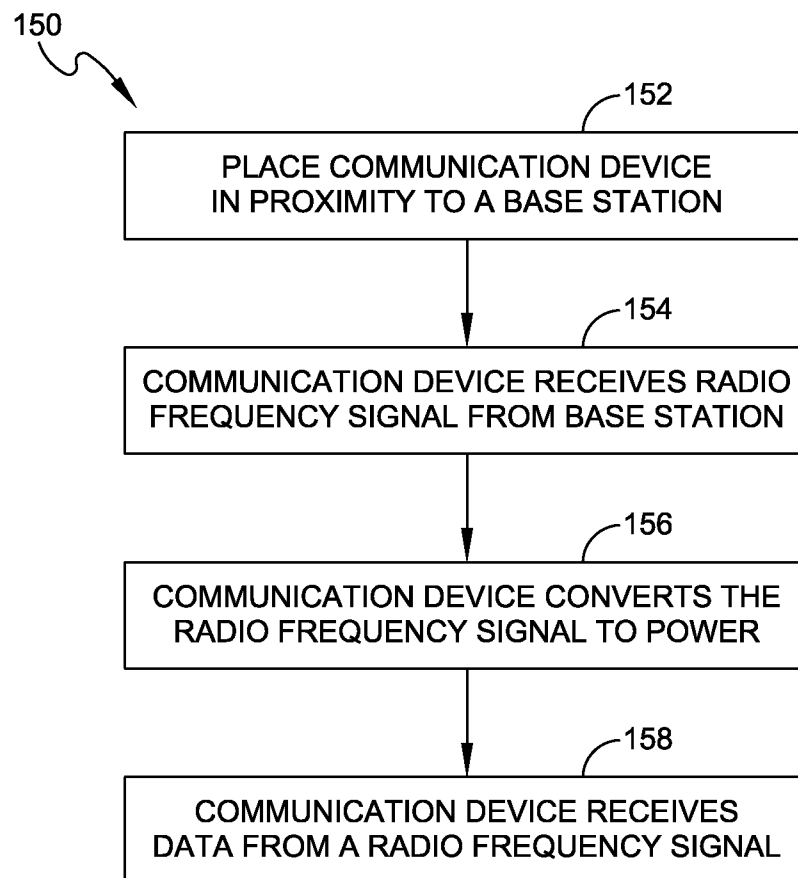 150
152
PLACE COMMUNICATION DEVICE
IN PROXIMITY TO A BASE STATION
154
COMMUNICATION DEVICE RECEIVES RADIO
FREQUENCY SIGNAL FROM BASE STATION
156
COMMUNICATION DEVICE CONVERTS THE
RADIO FREQUENCY SIGNAL TO POWER
158
COMMUNICATION DEVICE RECEIVES
DATA FROM A RADIO FREQUENCY SIGNAL